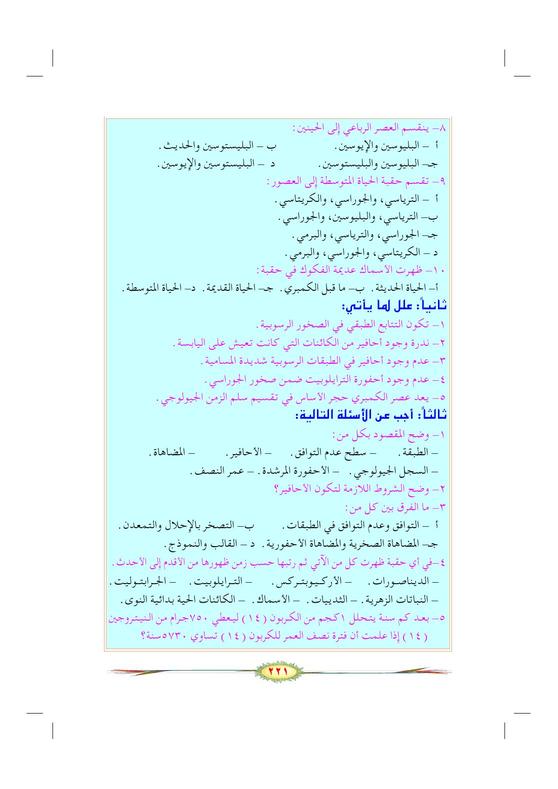 ٨– ينقسم العصر الرباعي إلى الحينين:
أ – البليوسين والإيوسين. ب – البليستوسين والحديث.
جـ– البليوسين والبليستوسين. د – البليستوسين والإيوسين.
٩– تقسم حقبة الحياة المتوسطة إلى العصور:
أ – الترياسي، والجوراسي، والكريتاسي.
ب– الترياسي، والبليوسين، والجوراسي.
جـ– الجوراسي، والترياسي، والبرمي.
د – الكريتاسي، والجوراسي، والبرمي.
١٠– ظهرت الأسماك عديمة الفكوك في حقبة:
أ– الحياة الحديثة. ب– ما قبل الكمبري. جـ– الحياة القديمة. د– الحياة المتوسطة.
ثانياً: علل لما يأتي:
١– تكون التتابع الطبقي في الصخور الرسوبية.
٢– ندرة وجود أحافير من الكائنات التي كانت تعيش على اليابسة.
٣– عدم وجود أحافير في الطبقات الرسوبية شديدة المسامية.
٤– عدم وجود أحفورة الترايلوبيت ضمن صخور الجوراسي.
٥– يعد عصر الكمبري حجر الأساس في تقسيم سلم الزمن الجيولوجي.
ثالثاً: أجب عن الأسئلة التالية:
١– وضح المقصود بكل من:
– الطبقة. – سطح عدم التوافق. – الأحافير. – المضاهاة.
– السجل الجيولوجي. – الأحفورة المرشدة. – عمر النصف.
٢– وضح الشروط اللازمة لتكون الأحافير؟
٣– ما الفرق بين كل من:
أ – التوافق وعدم التوافق في الطبقات. ب– التصخر بالإحلال والتمعدن.
جـ– المضاهاة الصخرية والمضاهاة الأحفورية. د – القالب والنموذج.
٤–في أي حقبة ظهرت كل من الآتي ثم رتبها حسب زمن ظهورها من الأقدم إلى الأحدث.
– الديناصورات. – الأركيوبتركس. – الترايلوبيت. – الجرابتوليت.
– النباتات الزهرية. – الثدييات. – الأسماك. – الكائنات الحية بدائية النوى.
٥– بعد كم سنة يتحلل ١كجم من الكربون (١٤) ليعطي ٧٥٠جرام من النيتروجين
(١٤) إذا علمت أن فترة نصف العمر للكربون (١٤) تساوي ٥٧٣٠سنة؟
٢٢١